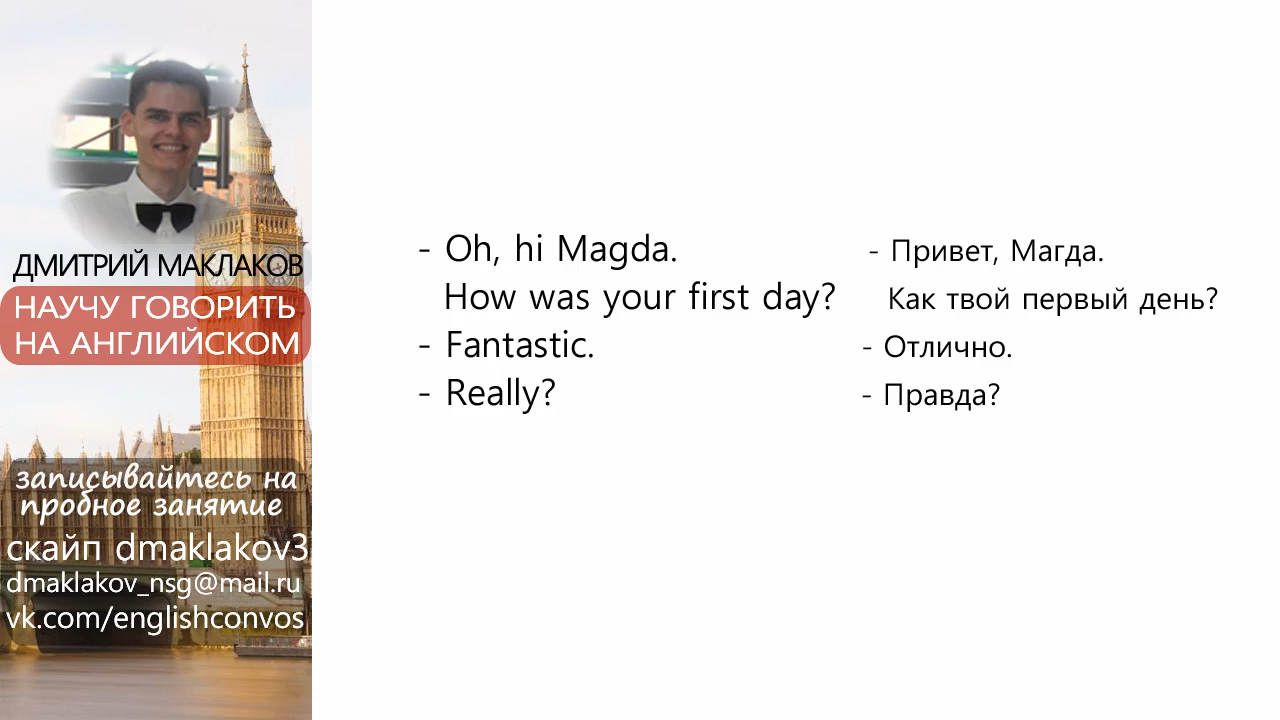 ДМИТРИЙ МАКЛАКОВ
НАУЧУ ГОВОРИТЬ
НА АНГЛИЙСКОМ
записывайтесь на
пробное занятие
скайп dmaklakov3
dmaklakov_nsg@mail.ru
vk.com/englishconvos
- Oh, hi Magda.
How was your first day?
- Fantastic.
- Really?
- Привет, Магда.
Как твой первый день?
- Отлично.
- Правда?